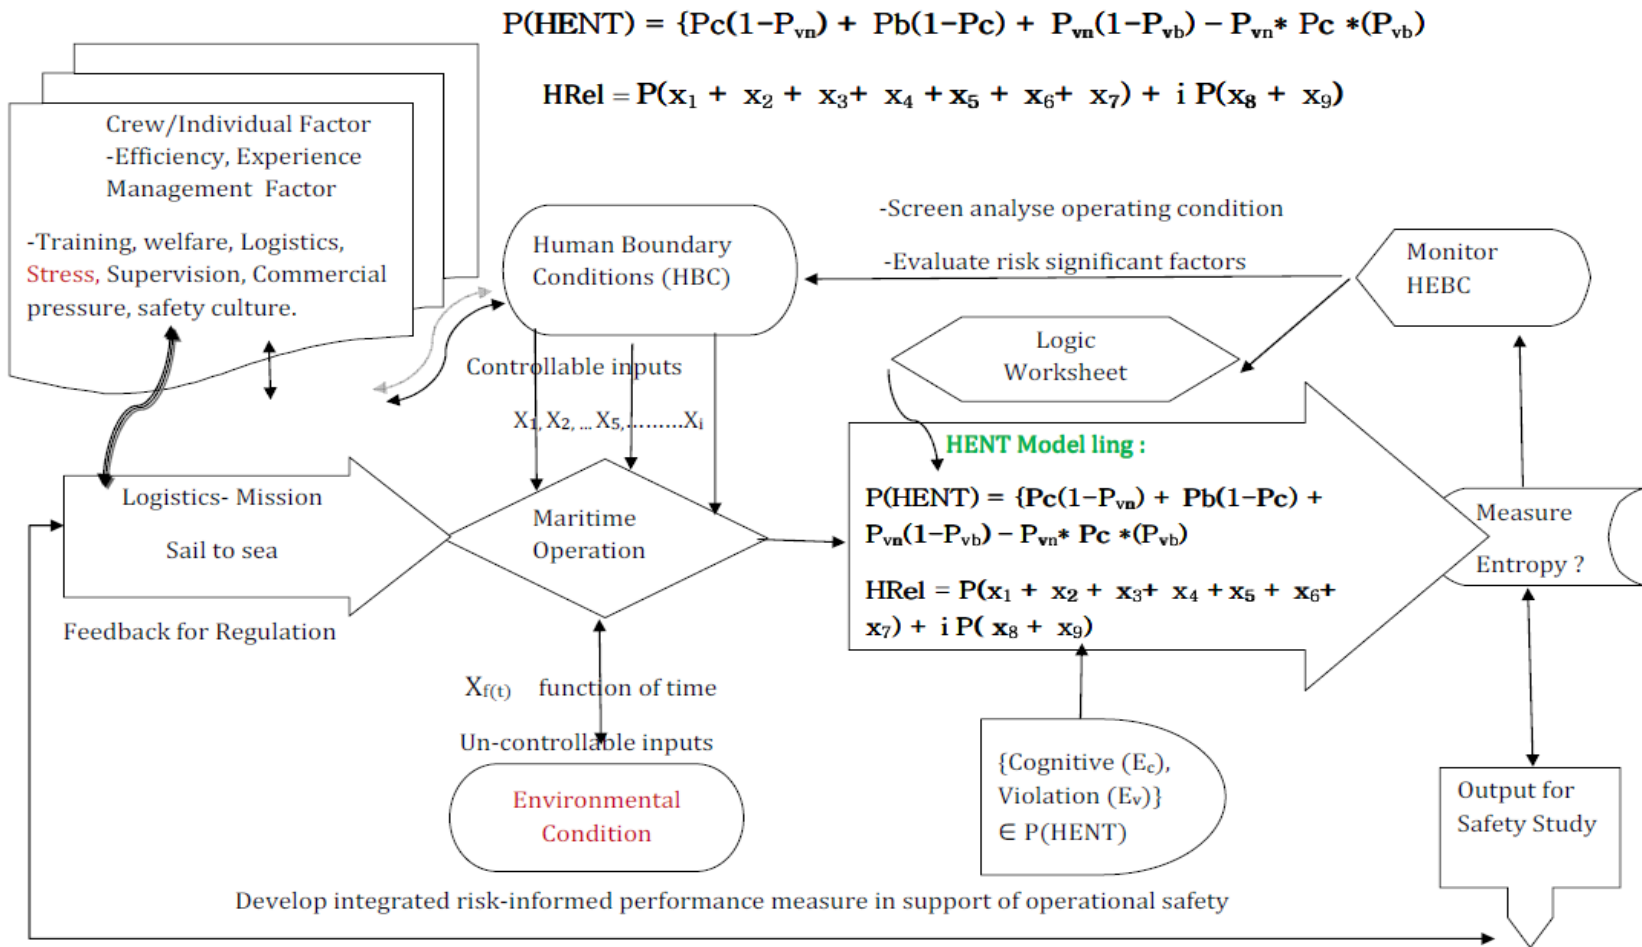 P(HENT) = {Pc(1-Pvn) + Pb(1-Pc) + Pvn(1-Pvb) – Pvn* Pc *(Pvb)
HRel = P(x1 + x2 + x3+ x4 +x5 + x6+ x7) + i P(x8 + x9)
Crew/Individual Factor
-Efficiency, Experience
Management Factor
-Training, welfare, Logistics,
Stress, Supervision, Commercial
pressure, safety culture.
Human Boundary
Conditions (HBC)
-Screen analyse operating condition
-Evaluate risk significant factors
Monitor
HEBC
Logic
Worksheet
Controllable inputs
X1, X2, ... X5,.........Xi
HENT Model ling :
P(HENT) = {Pc(1-Pvn) + Pb(1-Pc) +
Pvn(1-Pvb) – Pvn* Pc *(Pvb)
HRel = P(x1 + x2 + x3+ x4 +x5 + x6+
x7) + i P( x8 + x9)
Measure
Entropy ?
Logistics- Mission
Sail to sea
Maritime
Operation
Feedback for Regulation
Xf(t) function of time
Un-controllable inputs
Environmental
Condition
{Cognitive (Ec),
Violation (Ev)}
∈ P(HENT)
Output for
Safety Study
Develop integrated risk-informed performance measure in support of operational safety